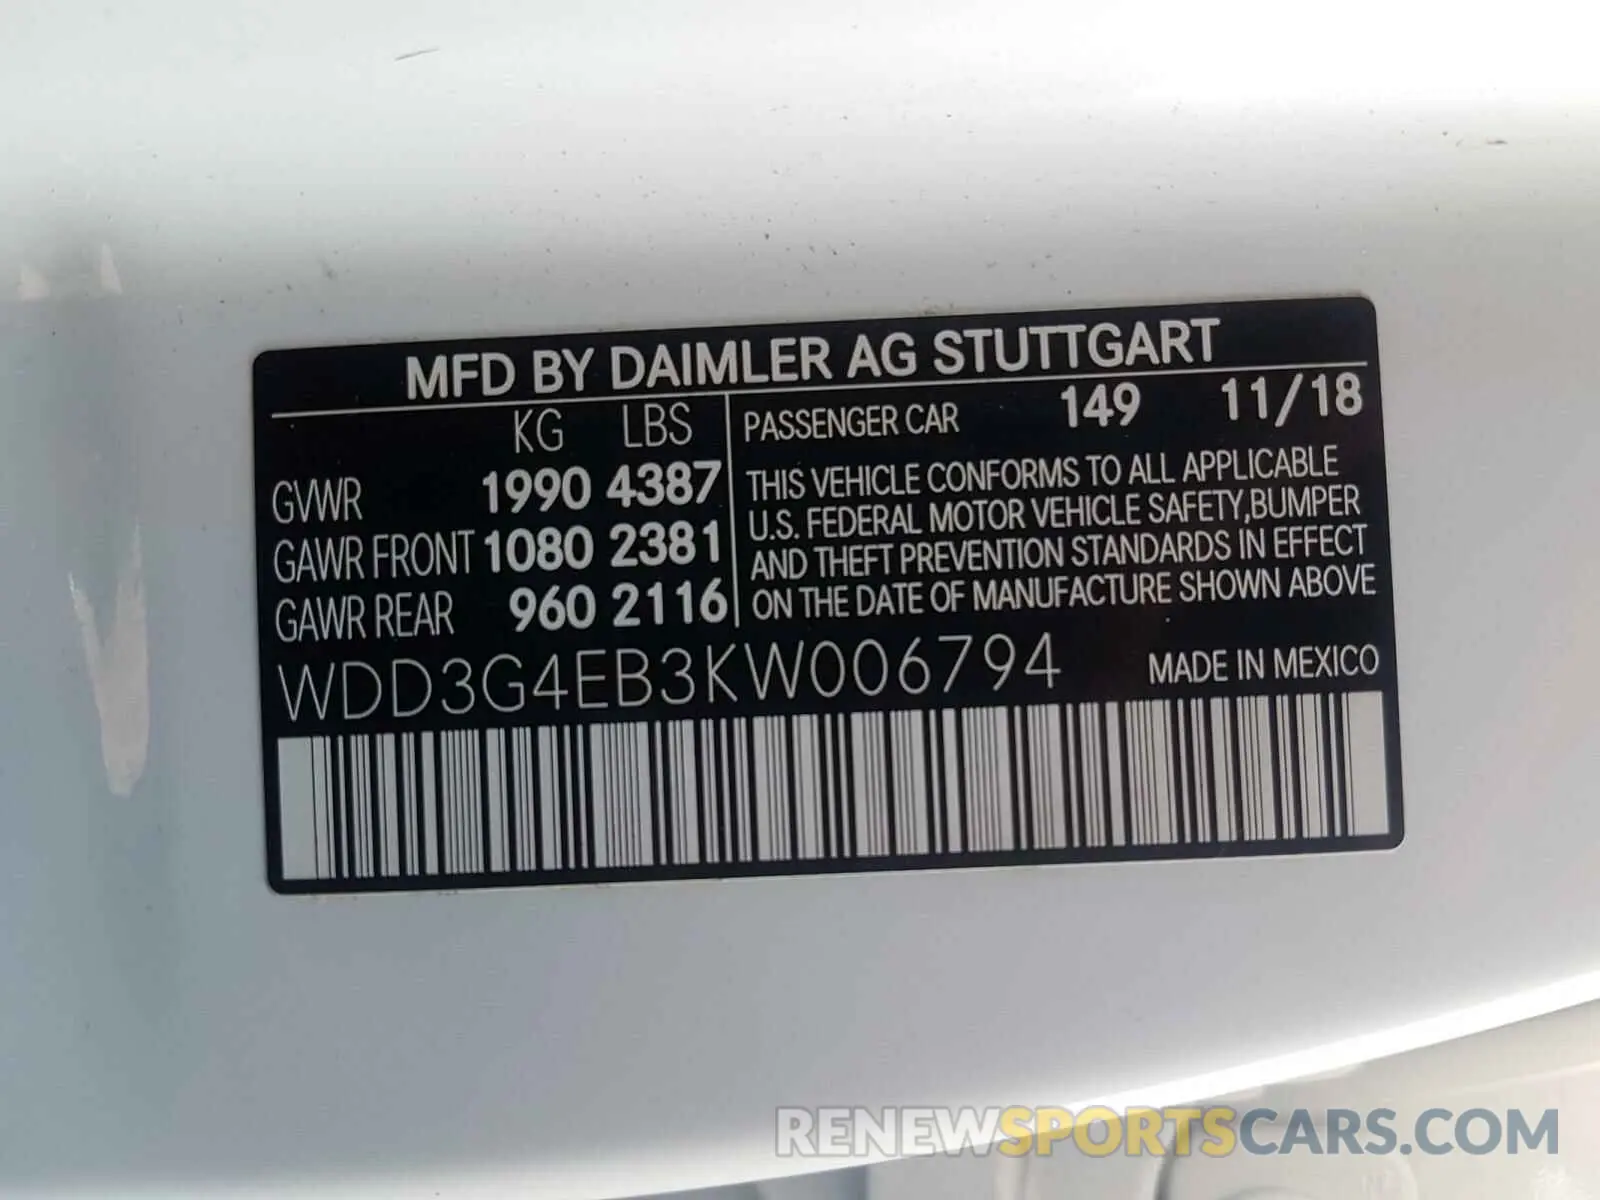 MFD BY DAIMLER AG STUTTGART
KG LBS
GVWR 1990 4387
GAWR FRONT 1080 2381
GAWR REAR 960 2116
PASSENGER CAR 149 11/18
THIS VEHICLE CONFORMS TO ALL APPLICABLE
U.S. FEDERAL MOTOR VEHICLE SAFETY,BUMPER
AND THEFT PREVENTION STANDARDS IN EFFECT
ON THE DATE OF MANUFACTURE SHOWN ABOVE
WDD3G4EB3KW006794 MADE IN MEXICO
RENEWSPORTSCARS.COM